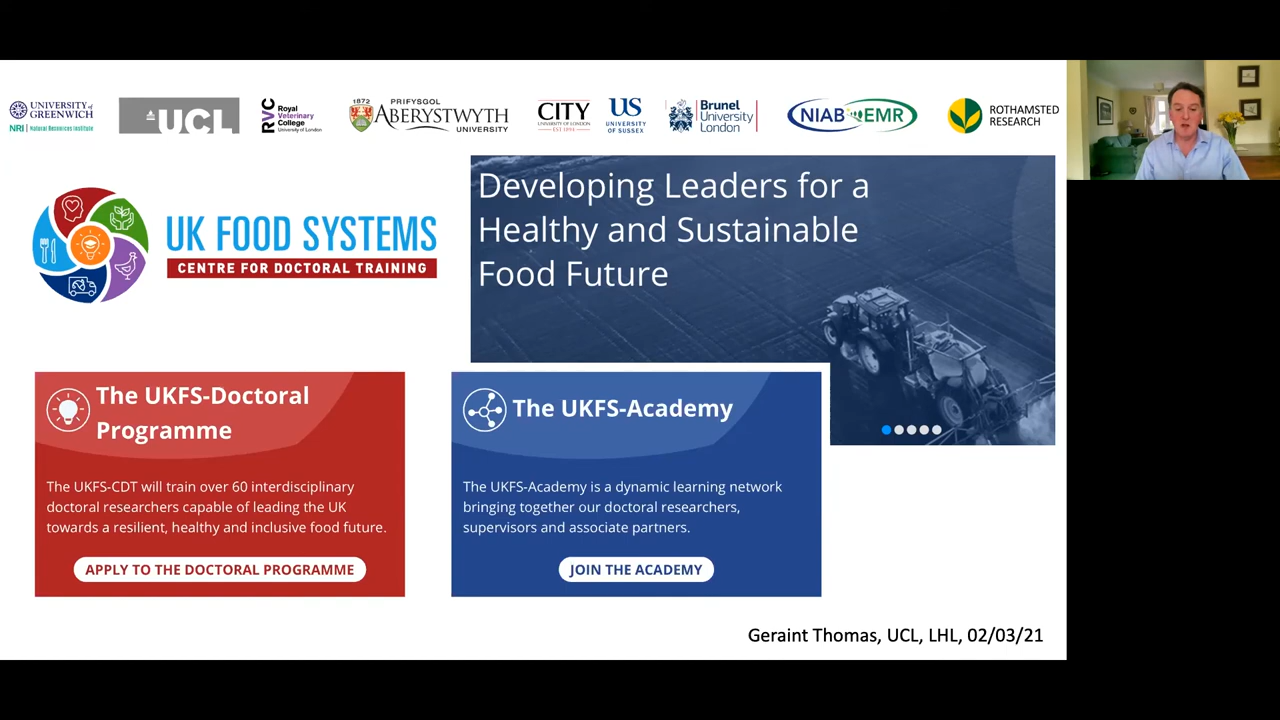 UNIVERSITY of
GREENWICH
NRI | Natural Resources Institute
UCL
RVC
Royal
Veterinary
College
University of London
1872
PRIFYSGOL
ABERYSTWYTH
UNIVERSITY
CITY
UNIVERSITY OF LONDON
EST 1894
US
UNIVERSITY
OF SUSSEX
Brunel
University
London
NIAB EMR
ROTHAMSTED
RESEARCH
UK FOOD SYSTEMS
CENTRE FOR DOCTORAL TRAINING
Developing Leaders for a
Healthy and Sustainable
Food Future
The UKFS-Doctoral
Programme
The UKFS-CDT will train over 60 interdisciplinary
doctoral researchers capable of leading the UK
towards a resilient, healthy and inclusive food future.
APPLY TO THE DOCTORAL PROGRAMME
The UKFS-Academy
The UKFS-Academy is a dynamic learning network
bringing together our doctoral researchers,
supervisors and associate partners.
JOIN THE ACADEMY
Geraint Thomas, UCL, LHL, 02/03/21